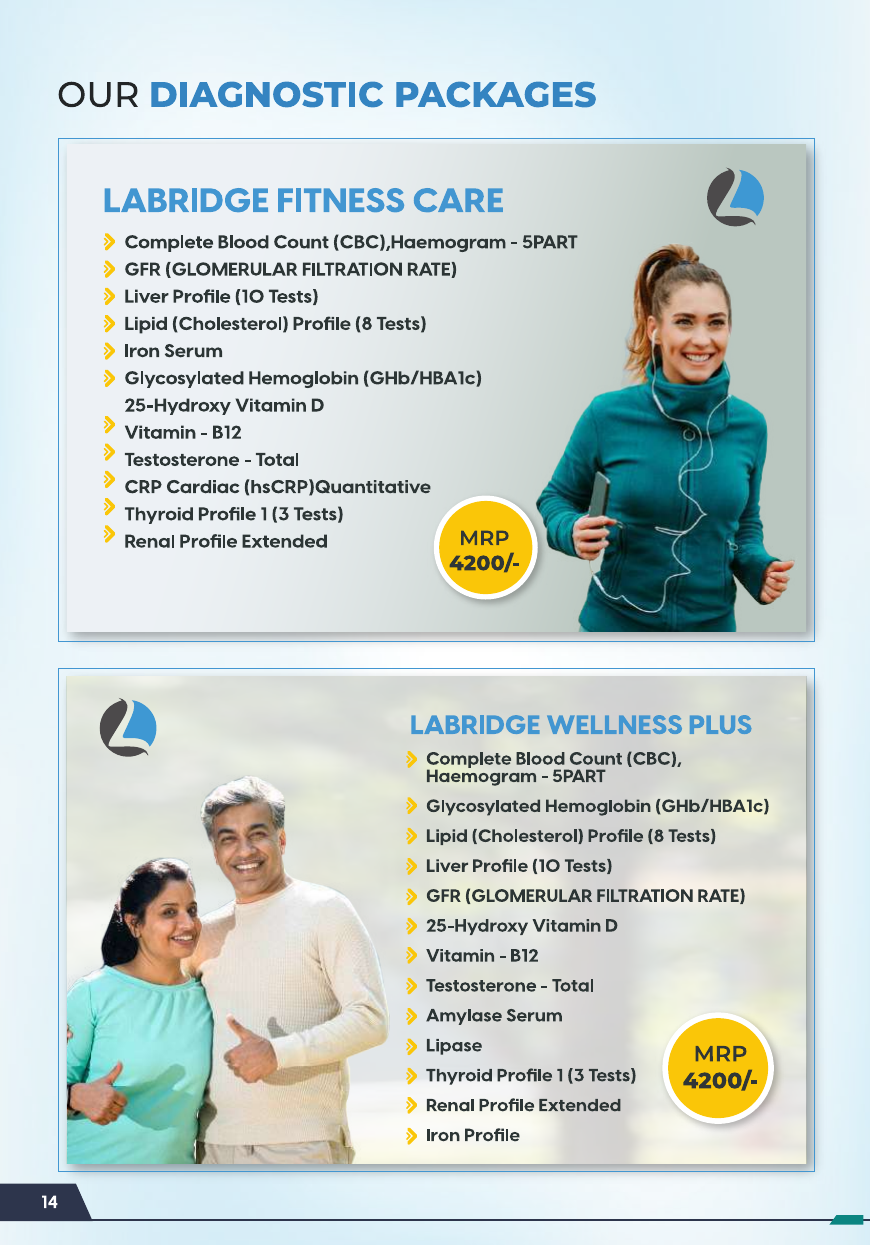 OUR DIAGNOSTIC PACKAGES
LABRIDGE FITNESS CARE
Complete Blood Count (CBC),Haemogram - 5PART
GFR (GLOMERULAR FILTRATION RATE)
Liver Profile (10 Tests)
Lipid (Cholesterol) Profile (8 Tests)
Iron Serum
Glycosylated Hemoglobin (GHb/HBA1c)
25-Hydroxy Vitamin D
Vitamin - B12
Testosterone - Total
CRP Cardiac (hsCRP)Quantitative
Thyroid Profile 1 (3 Tests)
Renal Profile Extended
MRP
4200/-
LABRIDGE WELLNESS PLUS
Complete Blood Count (CBC),
Haemogram - 5PART
Glycosylated Hemoglobin (GHb/HBA1c)
Lipid (Cholesterol) Profile (8 Tests)
Liver Profile (10 Tests)
GFR (GLOMERULAR FILTRATION RATE)
25-Hydroxy Vitamin D
Vitamin - B12
Testosterone - Total
Amylase Serum
Lipase
Thyroid Profile 1 (3 Tests)
Renal Profile Extended
Iron Profile
MRP
4200/-
14